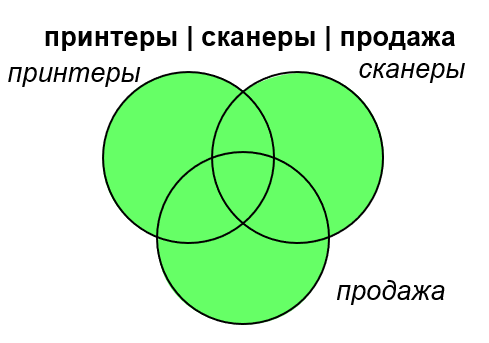 принтеры | сканеры | продажа
принтеры
сканеры
продажа